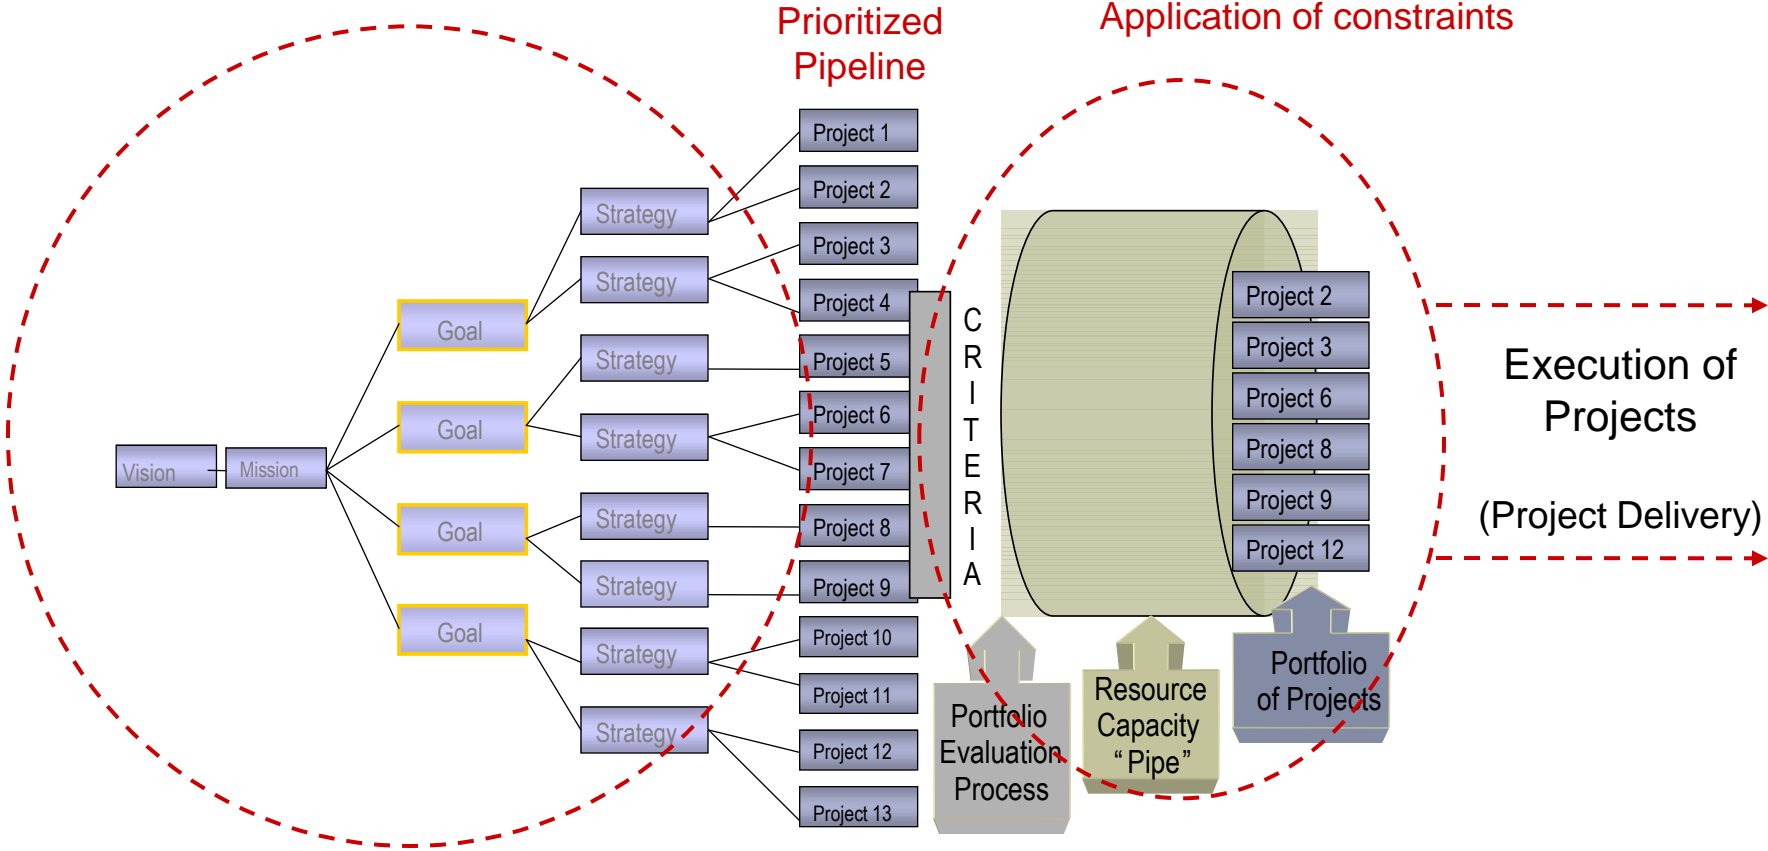 Prioritized
Pipeline
Application of constraints
Vision
Mission
Goal
Goal
Goal
Goal
Strategy
Strategy
Strategy
Strategy
Strategy
Strategy
Strategy
Strategy
Project 1
Project 2
Project 3
Project 4
Project 5
Project 6
Project 7
Project 8
Project 9
Project 10
Project 11
Project 12
Project 13
C
R
I
T
E
R
I
A
Project 2
Project 3
Project 6
Project 8
Project 9
Project 12
Portfolio
Evaluation
Process
Resource
Capacity
“Pipe”
Portfolio
of Projects
Execution of
Projects
(Project Delivery)